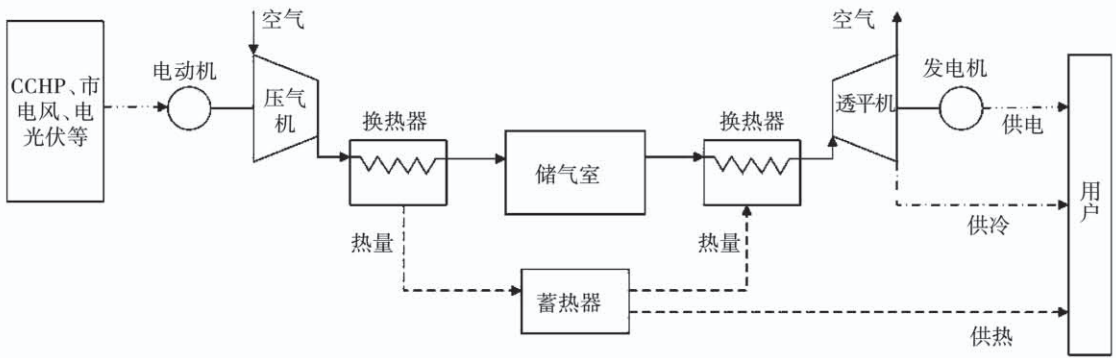 空气
空气
CCHP、市
电风、电
光伏等
电动机
压气
机
换热器
储气室
换热器
透平机
发电机
供电
用户
供冷
热量
热量
蓄热器
供热